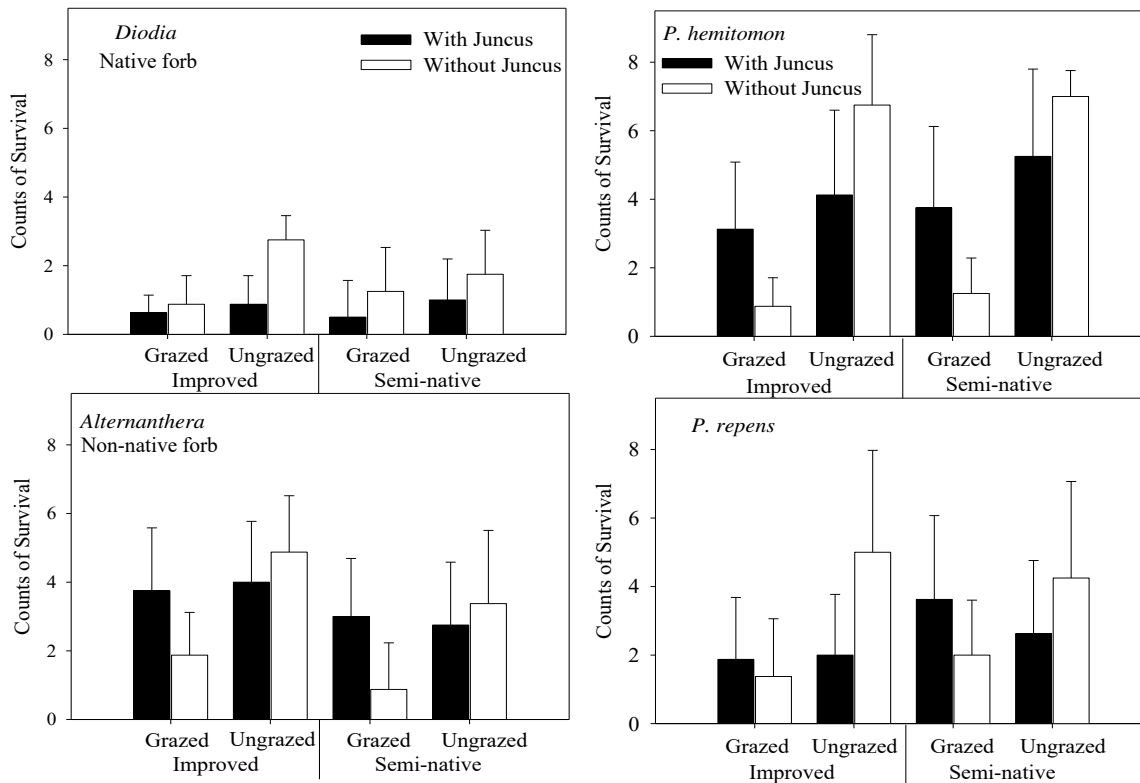 Diodia
Native forb
With Juncus
Without Juncus
Counts of Survival
8
6
4
2
0
Grazed Ungrazed Grazed Ungrazed
Improved Semi-native
P. hemitomon
With Juncus
Without Juncus
Counts of Survival
8
6
4
2
0
Grazed Ungrazed Grazed Ungrazed
Improved Semi-native
Alternanthera
Non-native forb
Counts of Survival
8
6
4
2
0
Grazed Ungrazed Grazed Ungrazed
Improved Semi-native
P. repens
Counts of Survival
8
6
4
2
0
Grazed Ungrazed Grazed Ungrazed
Improved Semi-native